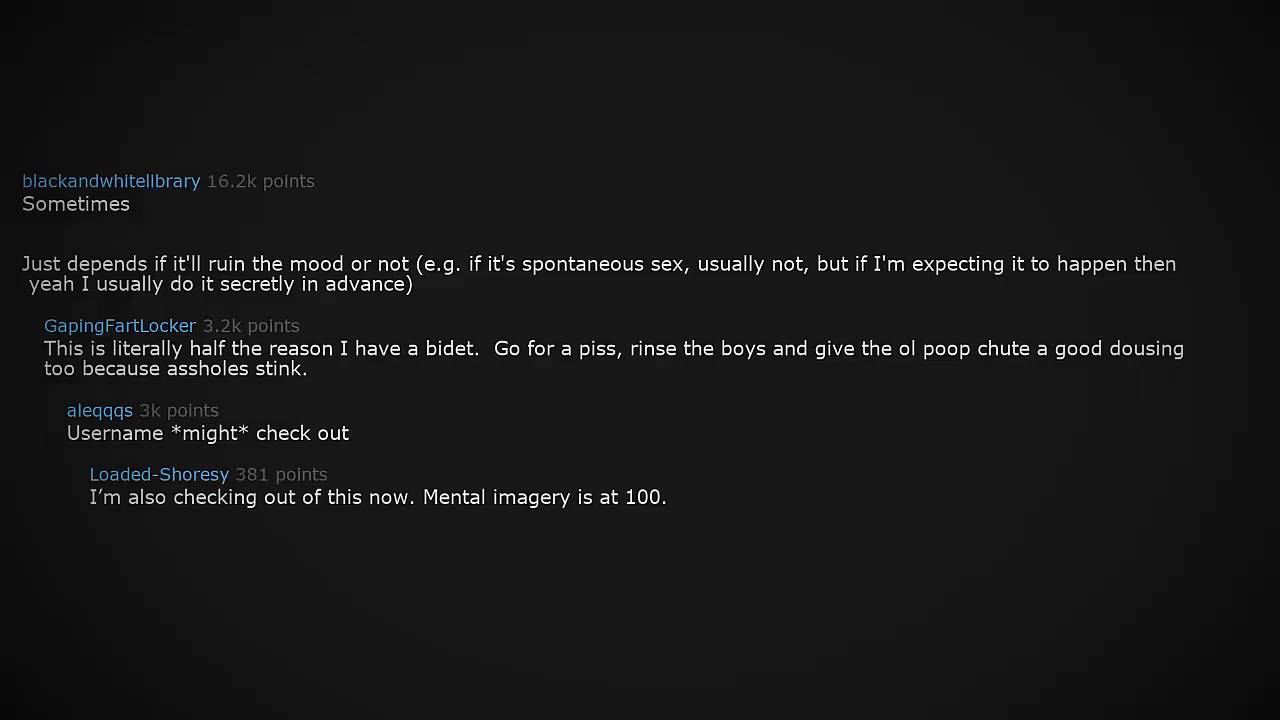 blackandwhitelibrary 16.2k points
Sometimes
Just depends if it'll ruin the mood or not (e.g. if it's spontaneous sex, usually not, but if I'm expecting it to happen then
yeah I usually do it secretly in advance)
GapingFartLocker 3.2k points
This is literally half the reason I have a bidet.  Go for a piss, rinse the boys and give the ol poop chute a good dousing
too because assholes stink.
aleqqqs 3k points
Username *might* check out
Loaded-Shoresy 381 points
I’m also checking out of this now. Mental imagery is at 100.